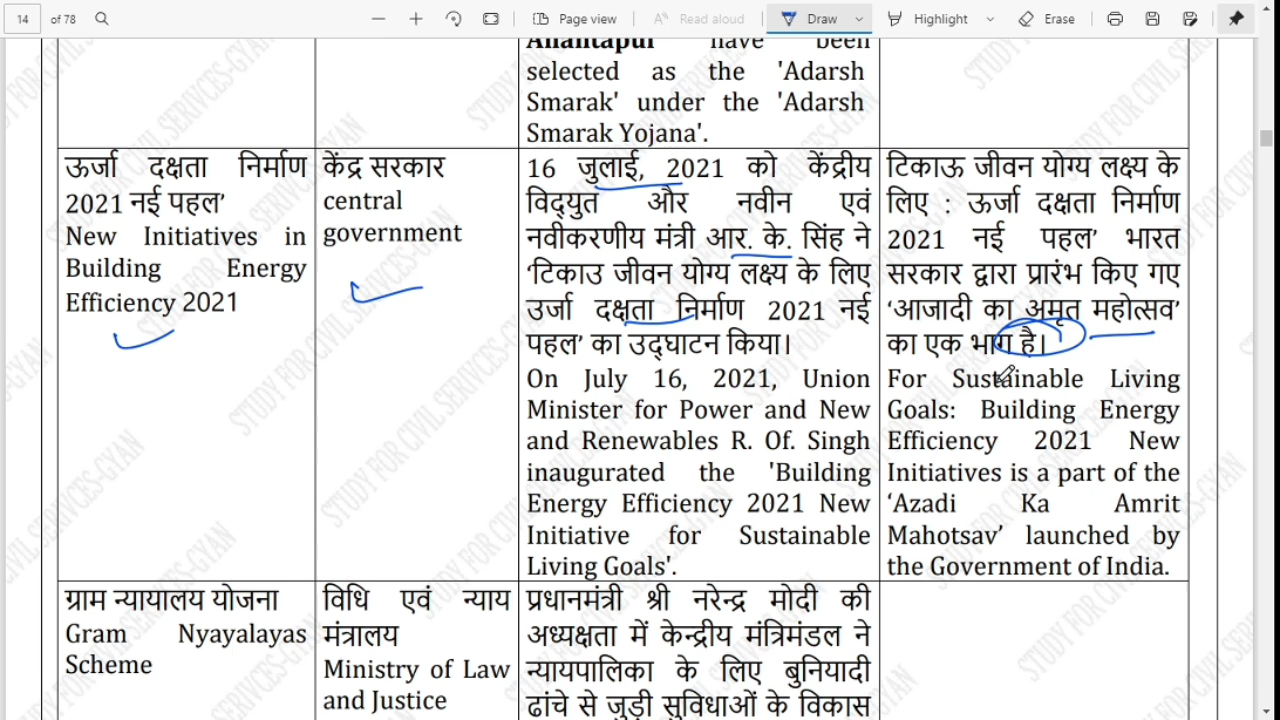 14 of 78 Page view Read aloud Draw Highlight Erase
Anantapur have been
selected as the 'Adarsh
Smarak' under the 'Adarsh
Smarak Yojana'.
ऊर्जा दक्षता निर्माण
2021 नई पहल’
New Initiatives in
Building Energy
Efficiency 2021
केंद्र सरकार
central
government
16 जुलाई, 2021 को केंद्रीय
विद्युत और नवीन एवं
नवीकरणीय मंत्री आर. के. सिंह ने
‘टिकाउ जीवन योग्य लक्ष्य के लिए
उर्जा दक्षता निर्माण 2021 नई
पहल’ का उद्घाटन किया।
On July 16, 2021, Union
Minister for Power and New
and Renewables R. Of. Singh
inaugurated the 'Building
Energy Efficiency 2021 New
Initiative for Sustainable
Living Goals'.
टिकाऊ जीवन योग्य लक्ष्य के
लिए : ऊर्जा दक्षता निर्माण
2021 नई पहल’ भारत
सरकार द्वारा प्रारंभ किए गए
‘आजादी का अमृत महोत्सव’
का एक भाग है।
For Sustainable Living
Goals: Building Energy
Efficiency 2021 New
Initiatives is a part of the
‘Azadi Ka Amrit
Mahotsav’ launched by
the Government of India.
ग्राम न्यायालय योजना
Gram Nyayalayas
Scheme
विधि एवं न्याय
मंत्रालय
Ministry of Law
and Justice
प्रधानमंत्री श्री नरेन्द्र मोदी की
अध्यक्षता में केन्द्रीय मंत्रिमंडल ने
न्यायपालिका के लिए बुनियादी
ढांचे से जुड़ी सुविधाओं के विकास
STUDY FOR CIVIL SERIVCES-GYAN